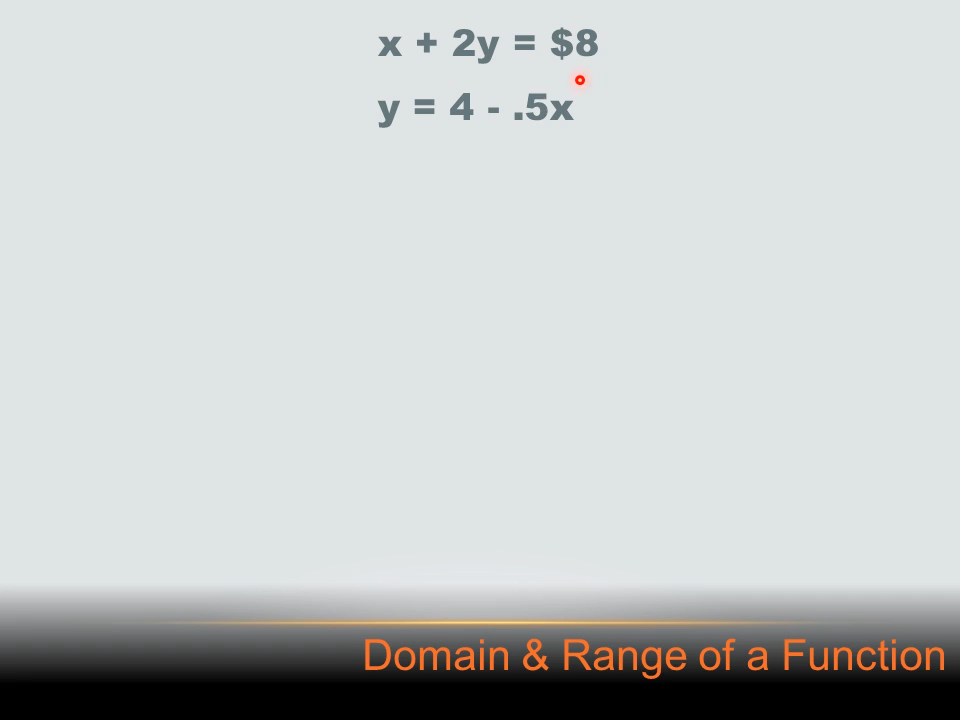 x + 2y = $8
y = 4 - .5x
Domain & Range of a Function